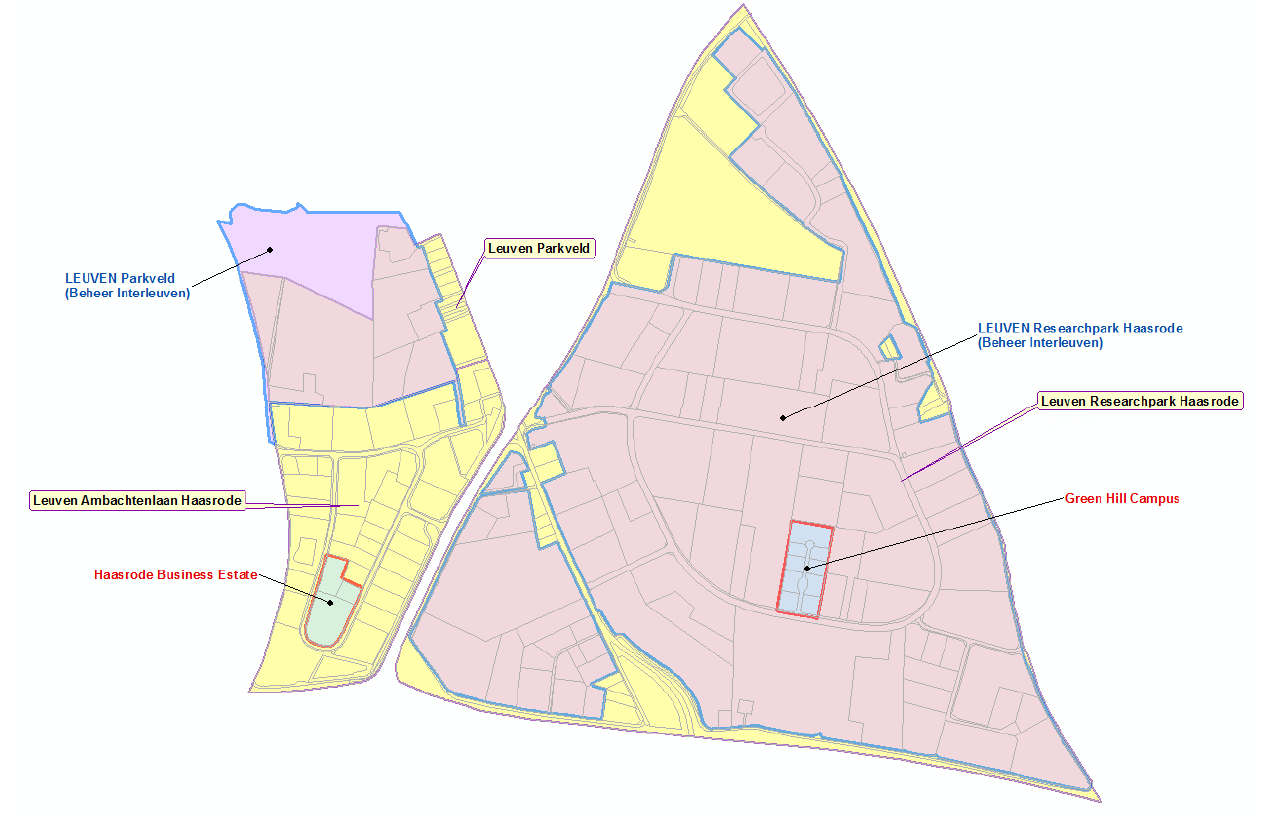 Leuven Parkveld
LEUVEN Parkveld
(Beheer Interleuven)
LEUVEN Researchpark Haasrode
(Beheer Interleuven)
Leuven Researchpark Haasrode
Leuven Ambachtenlaan Haasrode
Green Hill Campus
Haasrode Business Estate